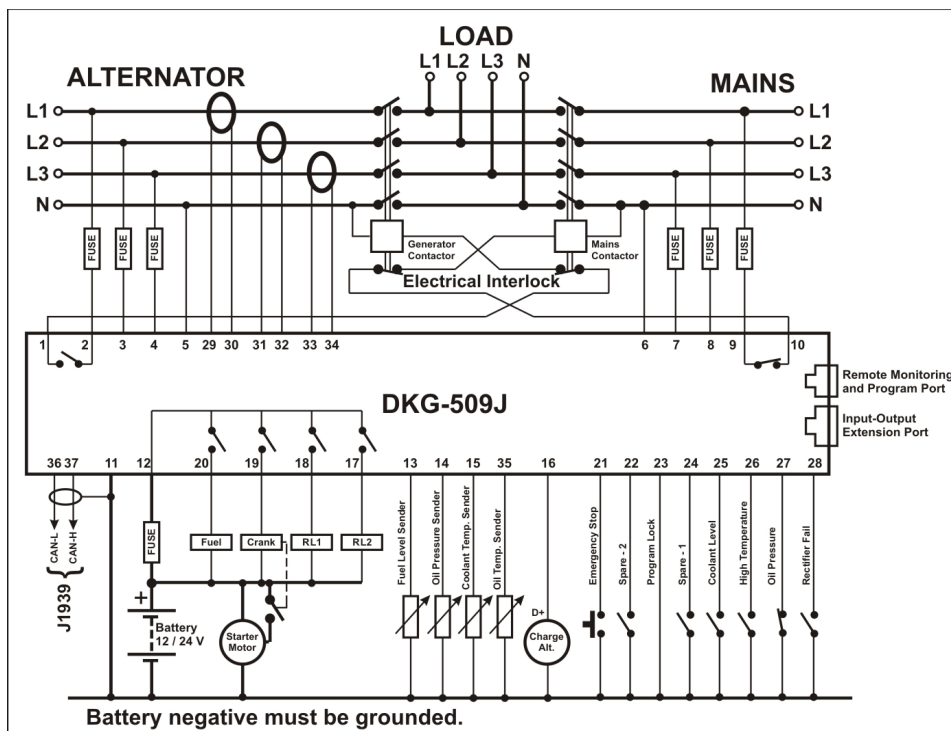 LOAD
L1 L2 L3 N
ALTERNATOR
MAINS
L1
L1
L2
L2
L3
L3
N
N
FUSE
FUSE
FUSE
Generator
Contactor
Mains
Contactor
FUSE
FUSE
FUSE
Electrical Interlock
1 2 3 4 5 29 30 31 32 33 34 6 7 8 9 10
Remote Monitoring
and Program Port
DKG-509J
Input-Output
Extension Port
36 37 11 12 20 19 18 17 13 14 15 35 16 21 22 23 24 25 26 27 28
CAN-L
CAN-H
J1939
FUSE
Fuel
Crank
RL1
RL2
+
Battery
12 / 24 V
Starter
Motor
Fuel Level Sender
Oil Pressure Sender
Coolant Temp. Sender
Oil Temp. Sender
D+
Charge
Alt.
Emergency Stop
Spare - 2
Program Lock
Spare - 1
Coolant Level
High Temperature
Oil Pressure
Rectifier Fail
Battery negative must be grounded.